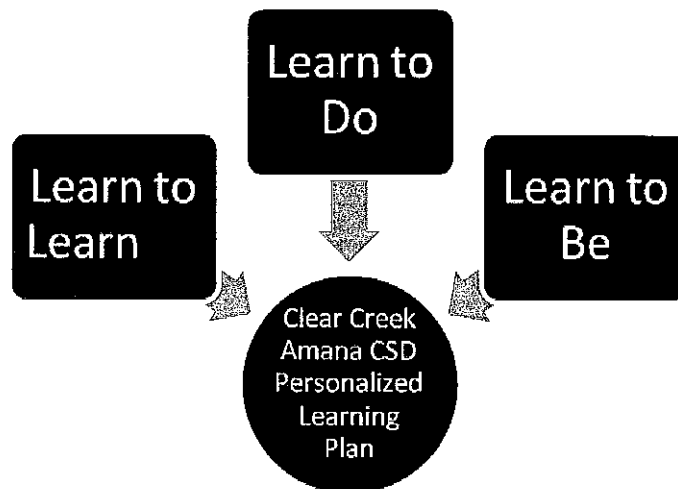 Learn to
Do
Learn to
Learn
Learn to
Be
Clear Creek
Amana CSD
Personalized
Learning
Plan